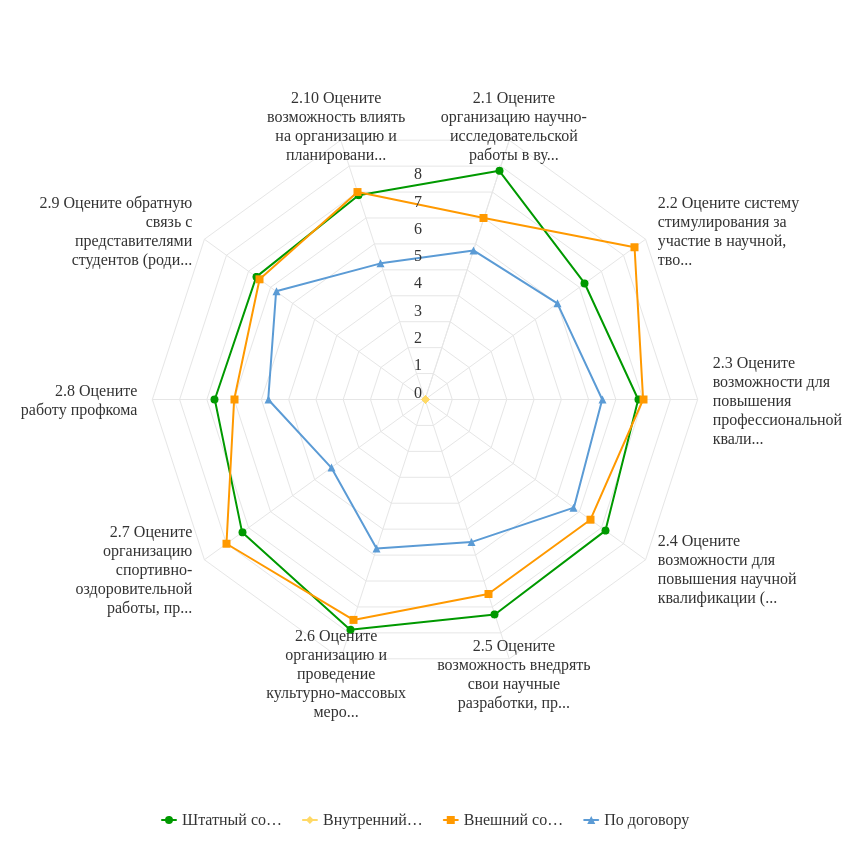 2.10 Оцените
возможность влиять
на организацию и
планировани...
2.1 Оцените
организацию научно-
исследовательской
работы в ву...
2.2 Оцените систему
стимулирования за
участие в научной,
тво...
2.3 Оцените
возможности для
повышения
профессиональной
квали...
2.4 Оцените
возможности для
повышения научной
квалификации (...
2.5 Оцените
возможность внедрять
свои научные
разработки, пр...
2.6 Оцените
организацию и
проведение
культурно-массовых
меро...
2.7 Оцените
организацию
спортивно-
оздоровительной
работы, пр...
2.8 Оцените
работу профкома
2.9 Оцените обратную
связь с
представителями
студентов (роди...
8
7
6
5
4
3
2
1
0
Штатный со... Внутренний... Внешний со... По договору